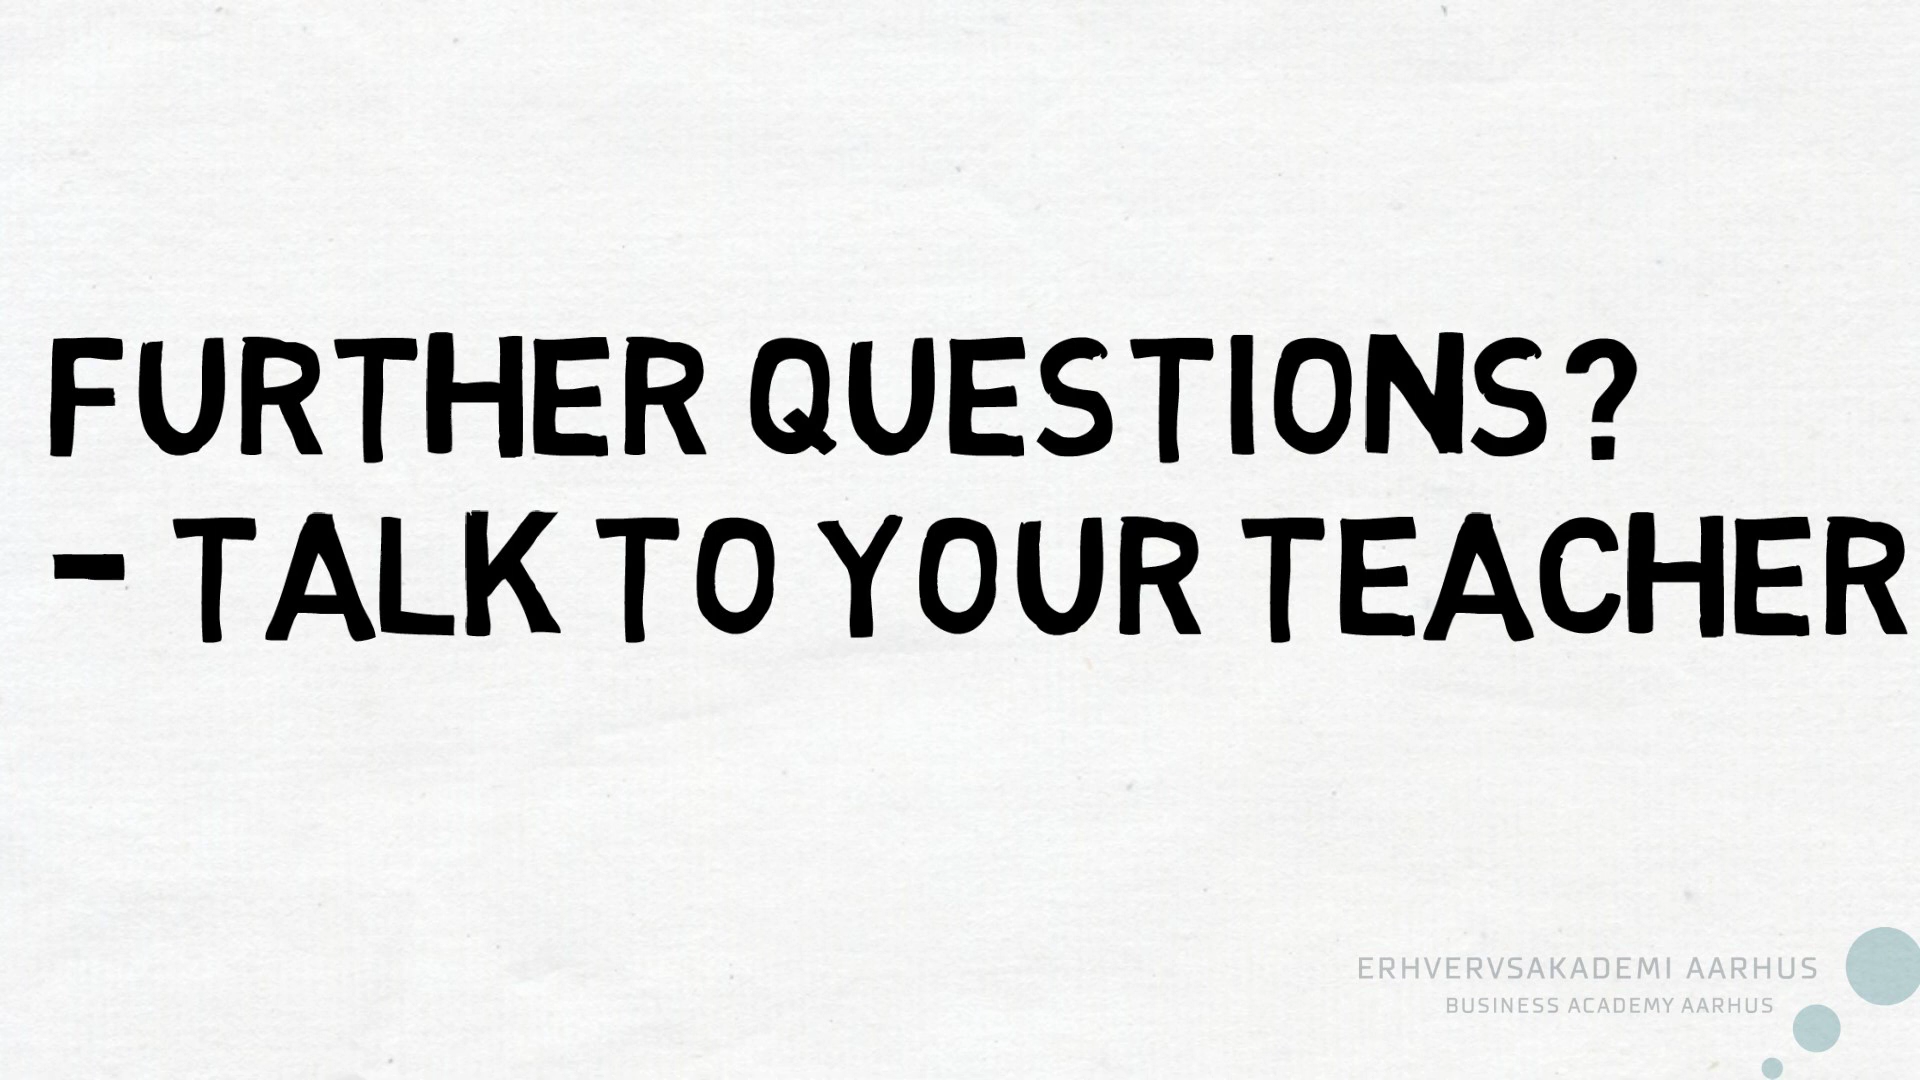 FURTHER QUESTIONS?
- TALK TO YOUR TEACHER
ERHVERVSAKADEMI AARHUS
BUSINESS ACADEMY AARHUS